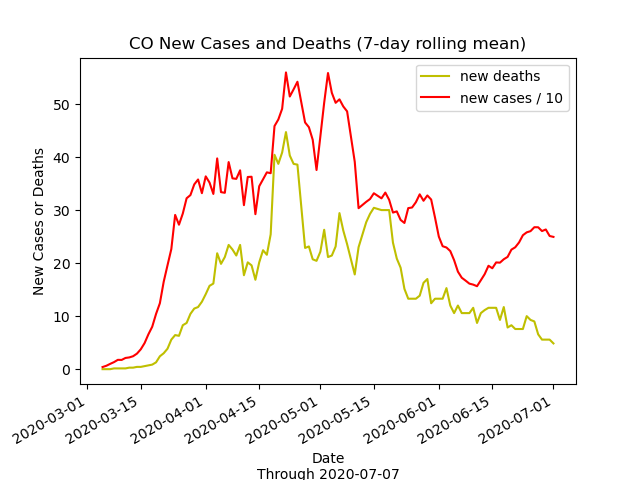 CO New Cases and Deaths (7-day rolling mean)
new deaths
new cases / 10
New Cases or Deaths
50
40
30
20
10
0
2020-03-01
2020-03-15
2020-04-01
2020-04-15
2020-05-01
2020-05-15
2020-06-01
2020-06-15
2020-07-01
Date
Through 2020-07-07